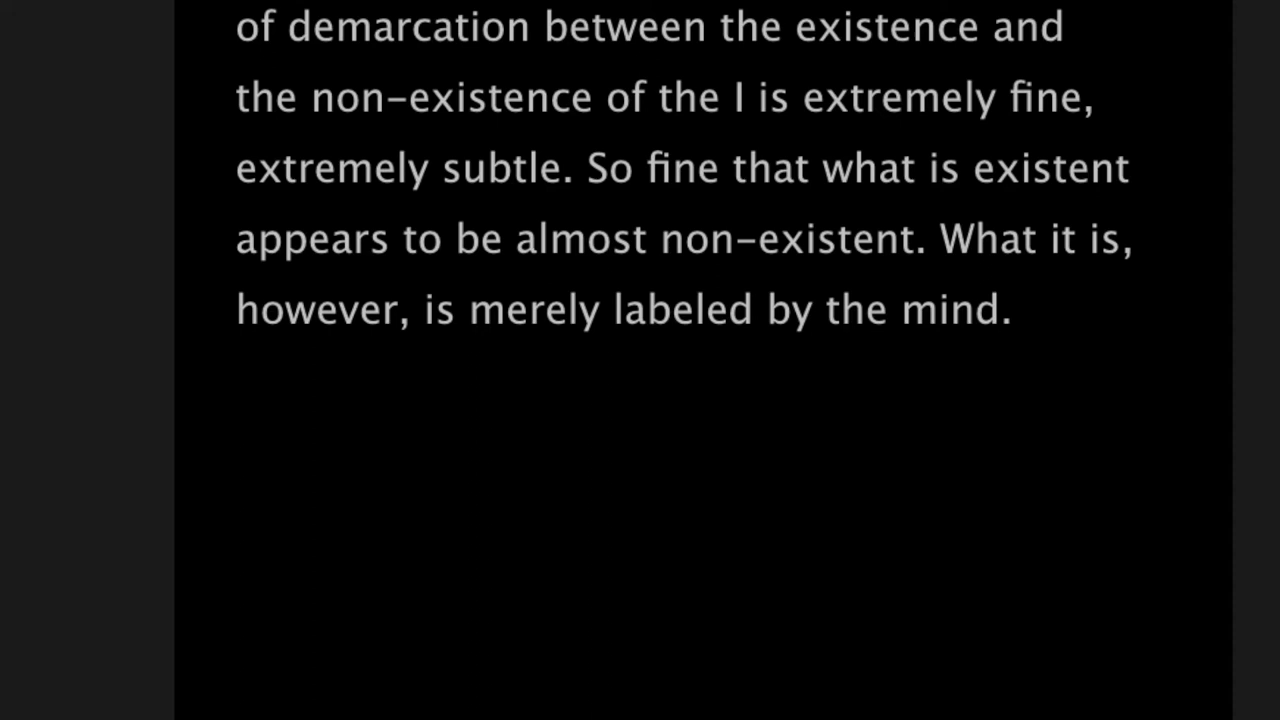 of demarcation between the existence and
the non-existence of the I is extremely fine,
extremely subtle. So fine that what is existent
appears to be almost non-existent. What it is,
however, is merely labeled by the mind.